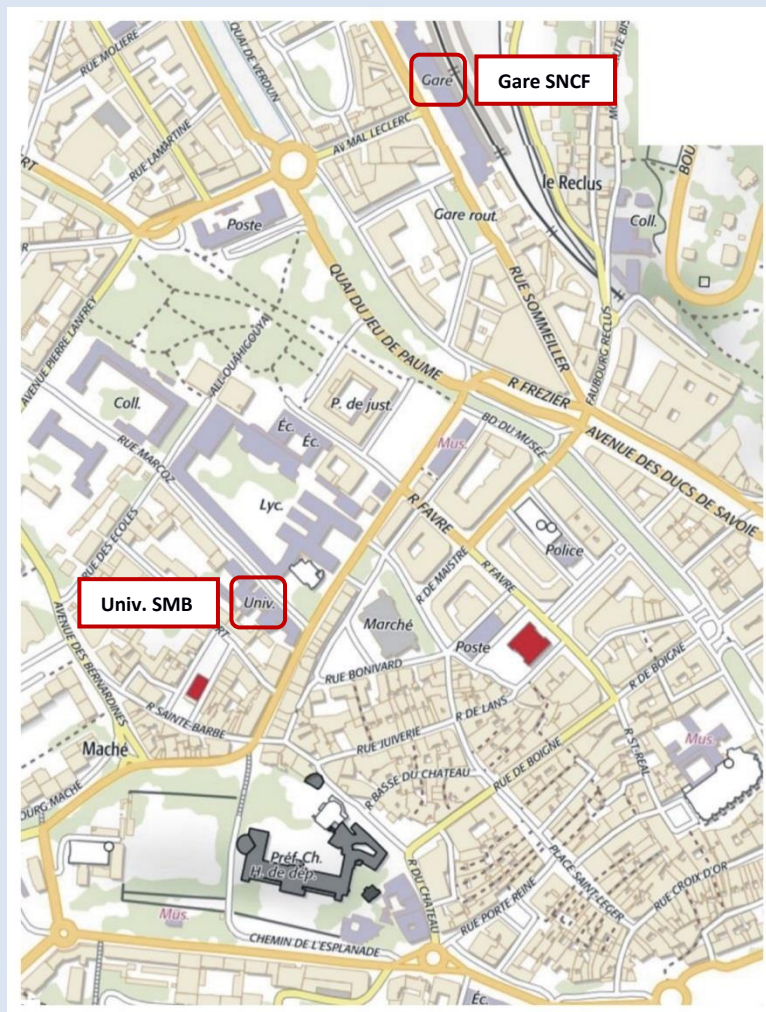 RUE MOLIÈRE
QUAI DE VERDUN
Gare
Gare SNCF
AV. MAL LECLERC
RUE LAMARTINE
le Reclus
Coll.
Poste
Gare rout.
QUAI DU JEU DE PAUME
RUE SOMMEILLER
FAUBOURG RECLUS
AVENUE PIERRE LANFREY
R FREZIER
Coll.
P. de just.
Éc.
Éc.
BD. DU MUSÉE
AVENUE DES DUCS DE SAVOIE
Mus.
RUE MARCOZ
Lyc.
R FAVRE
RUE DES ECOLES
Police
R DE MAISTRE
R FAVRE
Univ. SMB
Univ.
Marché
Poste
AVENUE DES BERNARDINES
RUE BONIVARD
R DE BOIGNE
R DE LANS
R SAINTE-BARBE
RUE JUIVERIE
R ST-REAL
Mus.
Maché
R BASSE DU CHATEAU
RUE DE BOIGNE
Préf. Ch.
H. de dép.
R DU CHATEAU
PLACE SAINT-LEGER
RUE CROIX D'OR
RUE PORTE REINE
Mus.
CHEMIN DE L'ESPLANADE
Éc.